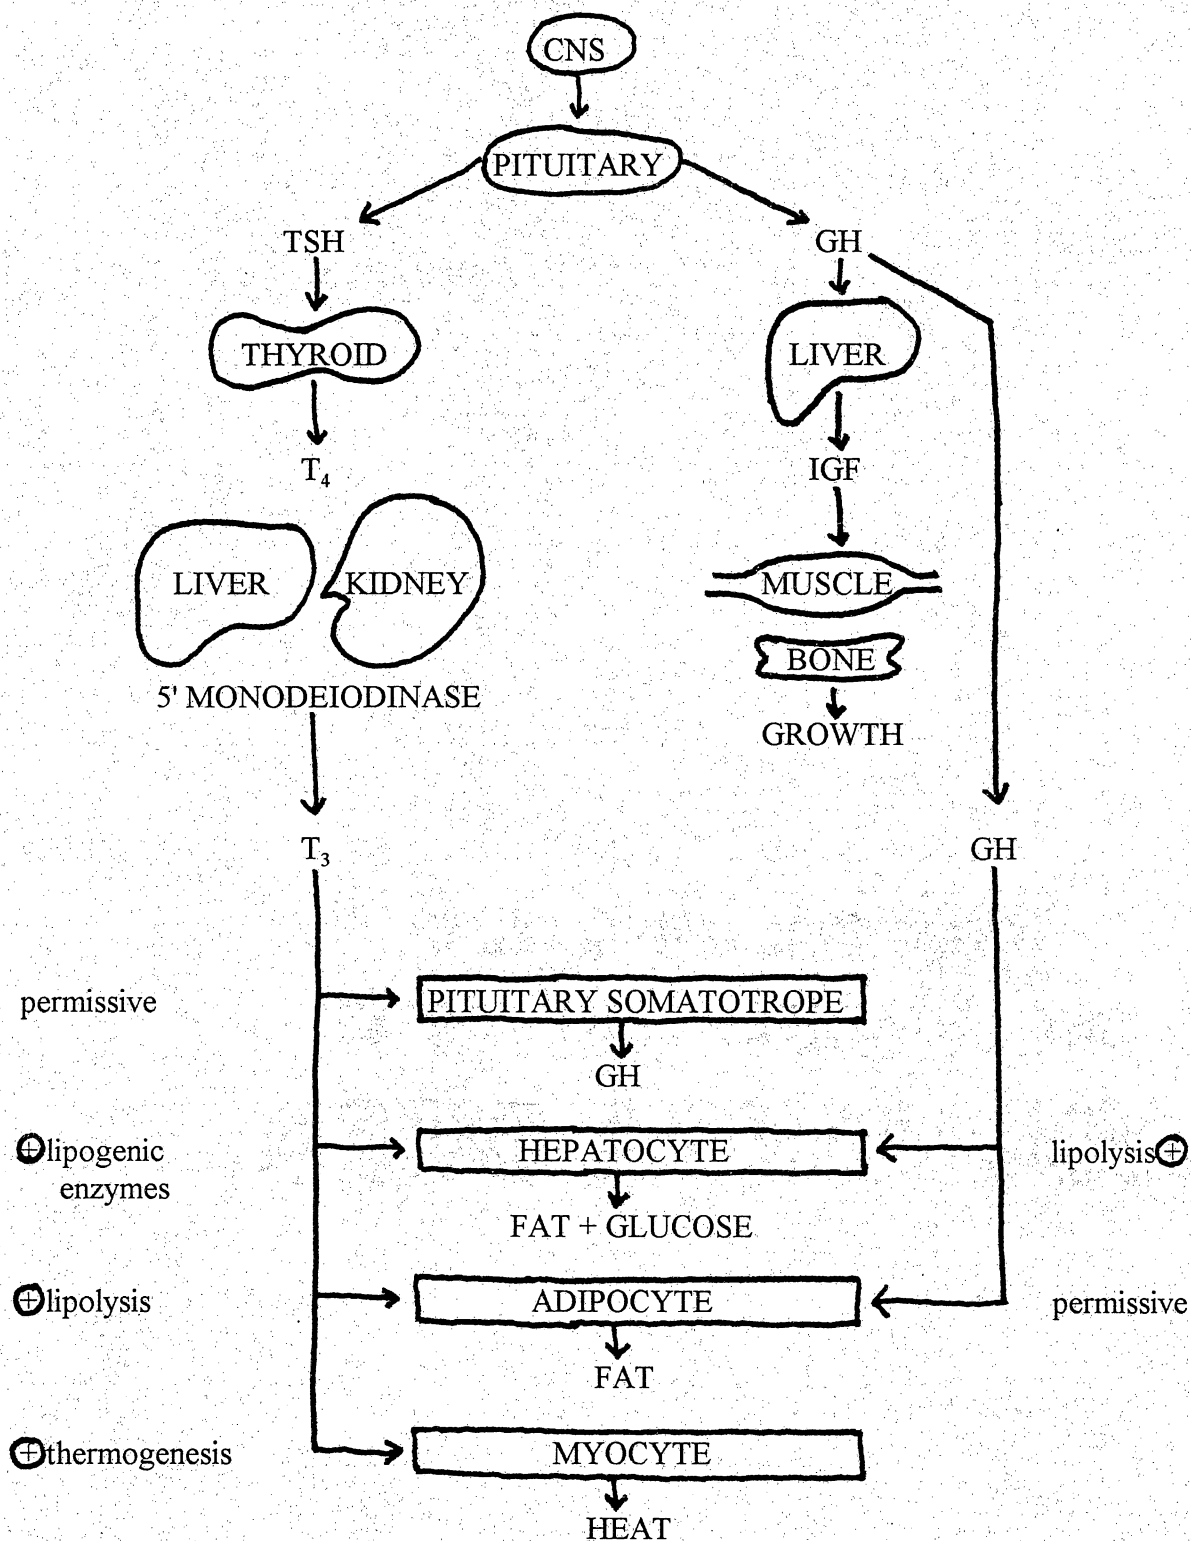 CNS
PITUITARY
TSH
GH
THYROID
LIVER
T₄
IGF
LIVER
KIDNEY
MUSCLE
BONE
5' MONODEIODINASE
GROWTH
T₃
GH
permissive
PITUITARY SOMATOTROPE
GH
+lipogenic
enzymes
HEPATOCYTE
lipolysis+
FAT + GLUCOSE
+lipolysis
ADIPOCYTE
permissive
FAT
+thermogenesis
MYOCYTE
HEAT